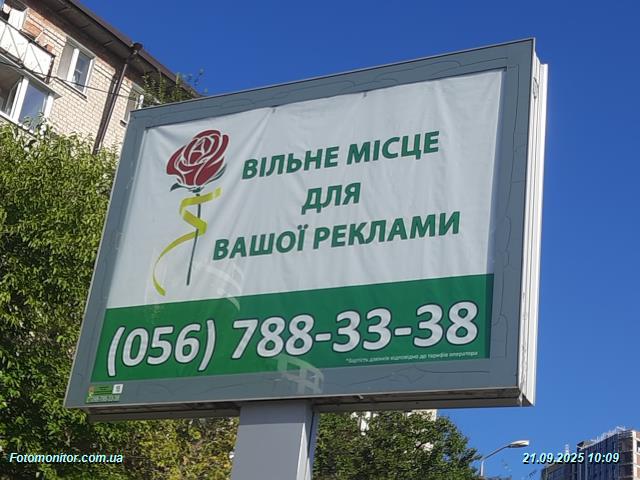 ВІЛЬНЕ МІСЦЕ
ДЛЯ
ВАШОЇ РЕКЛАМИ
(056) 788-33-38
*Вартість дзвінків відповідно до тарифів оператора
Fotomonitor.com.ua
21.09.2025 10:09